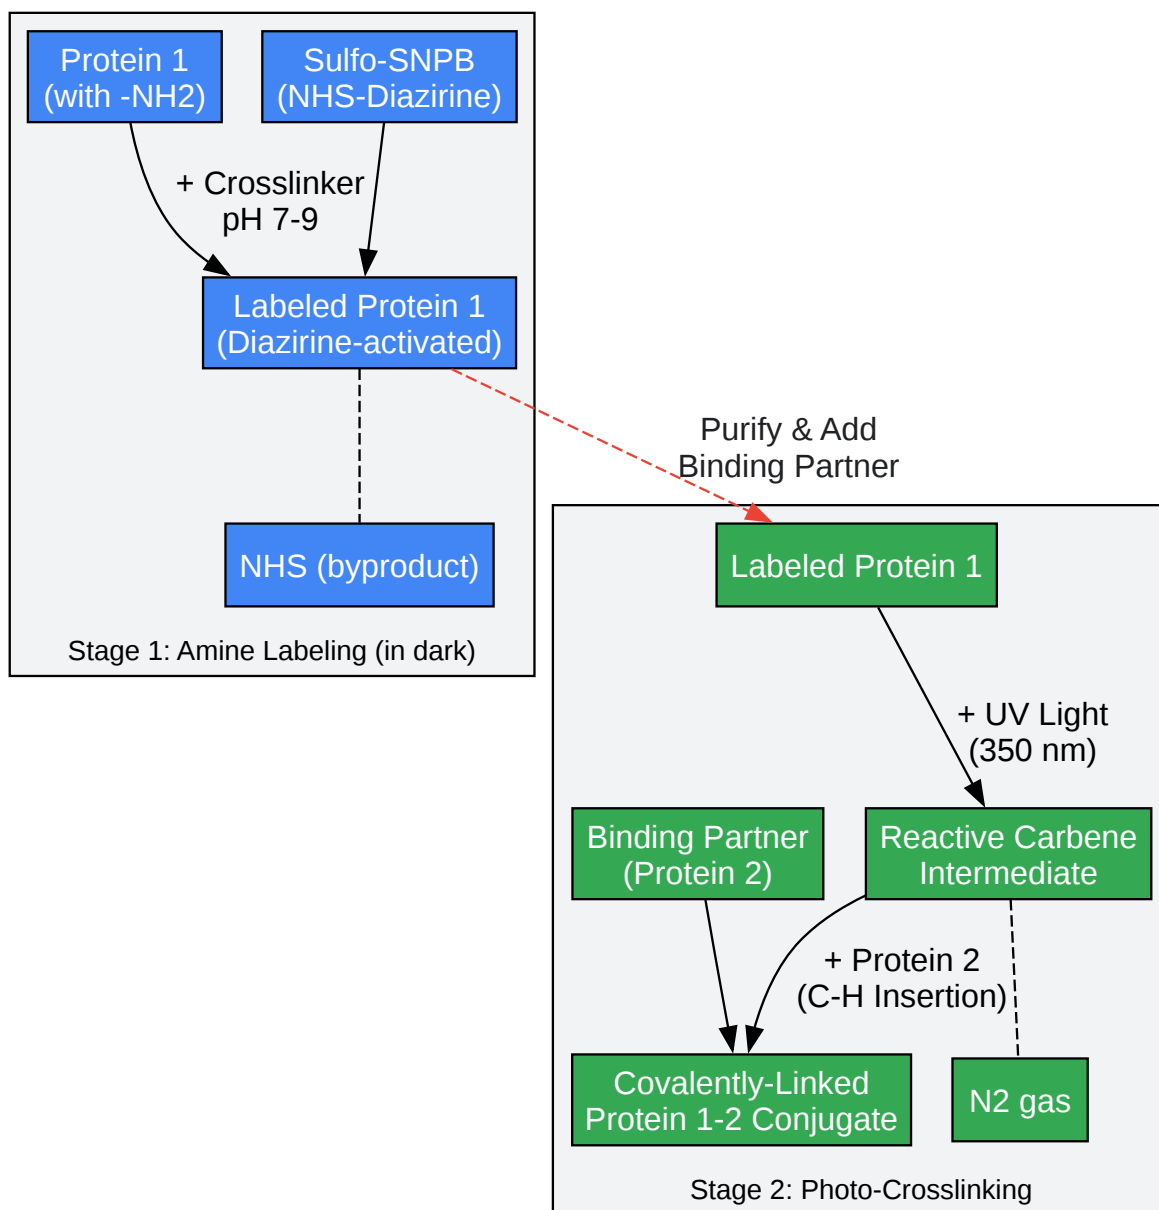 Protein 1
(with -NH2)
Sulfo-SNPB
(NHS-Diazirine)
+ Crosslinker
pH 7-9
Labeled Protein 1
(Diazirine-activated)
NHS (byproduct)
Stage 1: Amine Labeling (in dark)
Purify & Add
Binding Partner
Labeled Protein 1
+ UV Light
(350 nm)
Binding Partner
(Protein 2)
Reactive Carbene
Intermediate
+ Protein 2
(C-H Insertion)
Covalently-Linked
Protein 1-2 Conjugate
N2 gas
Stage 2: Photo-Crosslinking